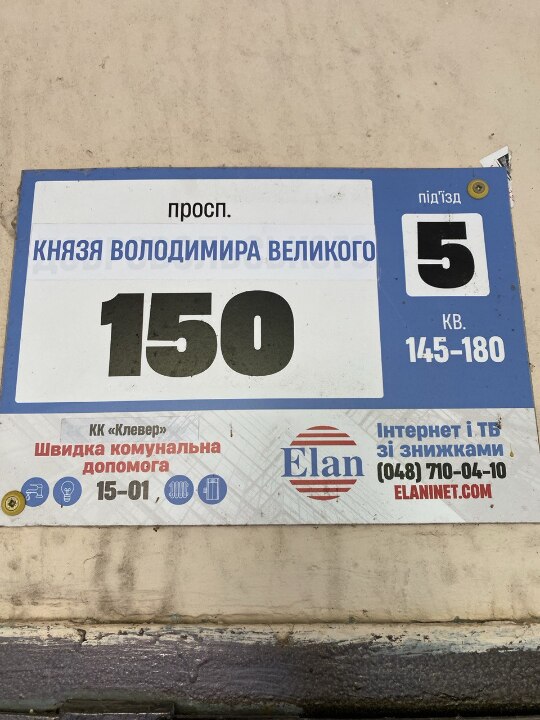 просп.
КНЯЗЯ ВОЛОДИМИРА ВЕЛИКОГО
150
під'їзд
5
КВ.
145-180
КК «Клевер»
Швидка комунальна
допомога
15-01
Elan
Інтернет і ТБ
зі знижками
(048) 710-04-10
ELANINET.COM